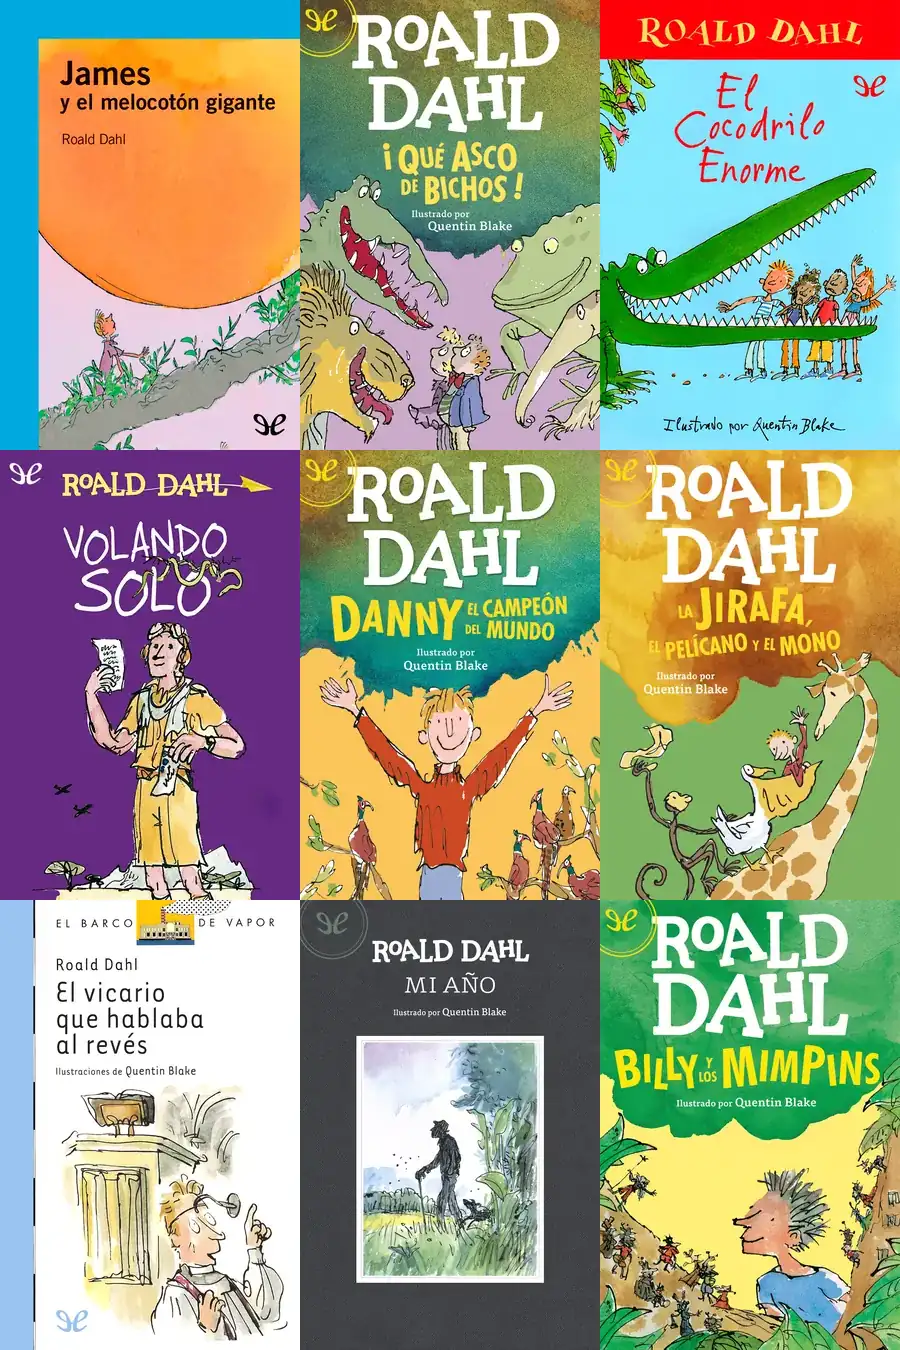 James
y el melocotón gigante
Roald Dahl
ROALD
DAHL
¡QUÉ ASCO
DE BICHOS!
Ilustrado por
Quentin Blake
ROALD DAHL
El
Cocodrilo
Enorme
Ilustrado por Quentin Blake
ROALD DAHL
VOLANDO
SOLO
ROALD
DAHL
DANNY EL CAMPEÓN
DEL MUNDO
Ilustrado por
Quentin Blake
ROALD
DAHL
LA JIRAFA,
EL PELÍCANO Y EL MONO
Ilustrado por
Quentin Blake
EL BARCO DE VAPOR
Roald Dahl
El vicario
que hablaba
al revés
Ilustraciones de Quentin Blake
ROALD DAHL
MI AÑO
Ilustrado por Quentin Blake
ROALD
DAHL
BILLY Y LOS MIMPINS
Ilustrado por Quentin Blake